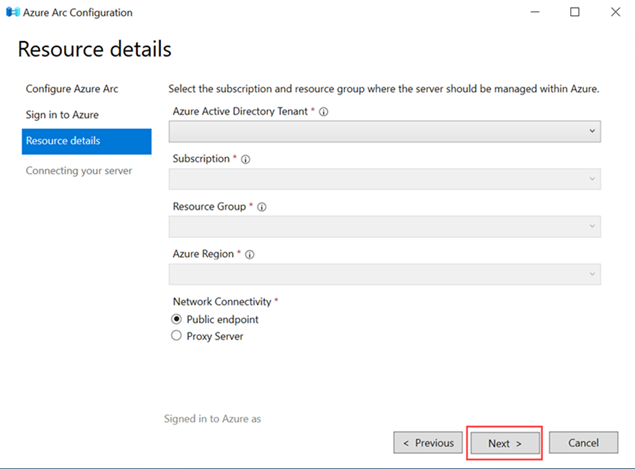 Azure Arc Configuration
Resource details
Configure Azure Arc
Sign in to Azure
Resource details
Connecting your server
Select the subscription and resource group where the server should be managed within Azure.
Azure Active Directory Tenant *
Subscription *
Resource Group *
Azure Region *
Network Connectivity *
Public endpoint
Proxy Server
Signed in to Azure as
< Previous
Next >
Cancel